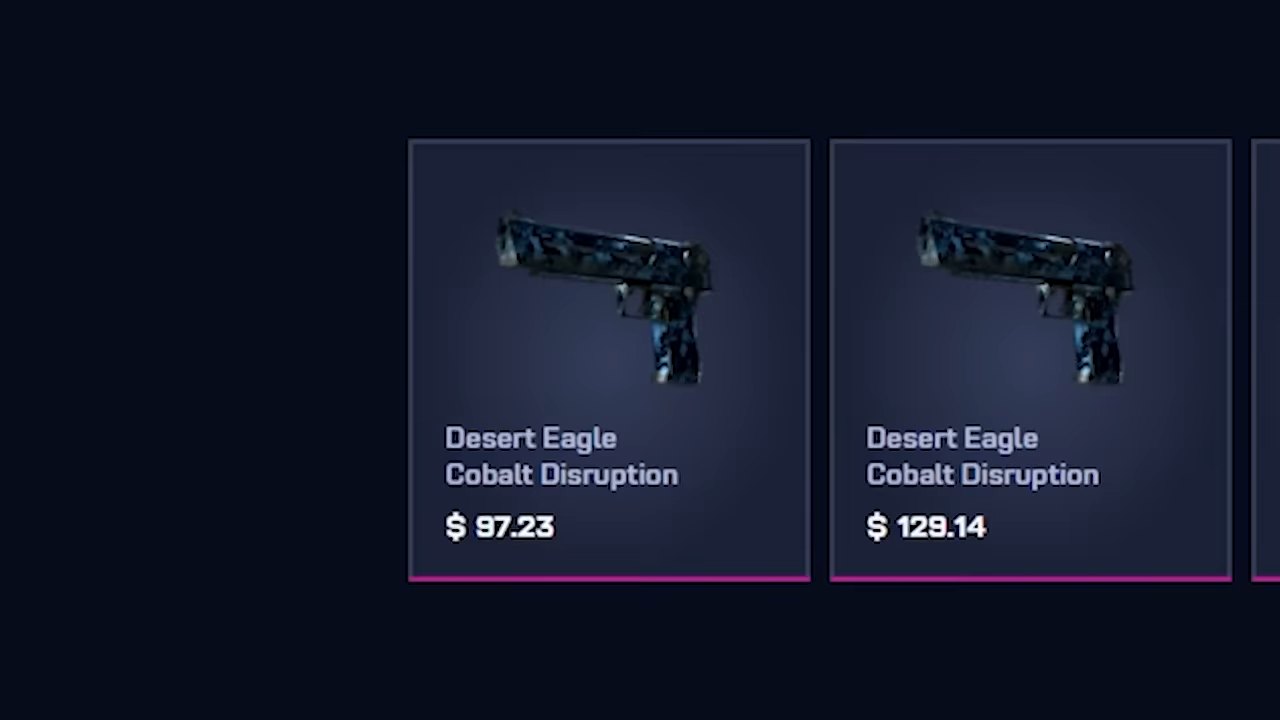 Desert Eagle
Cobalt Disruption
$ 97.23
Desert Eagle
Cobalt Disruption
$ 129.14